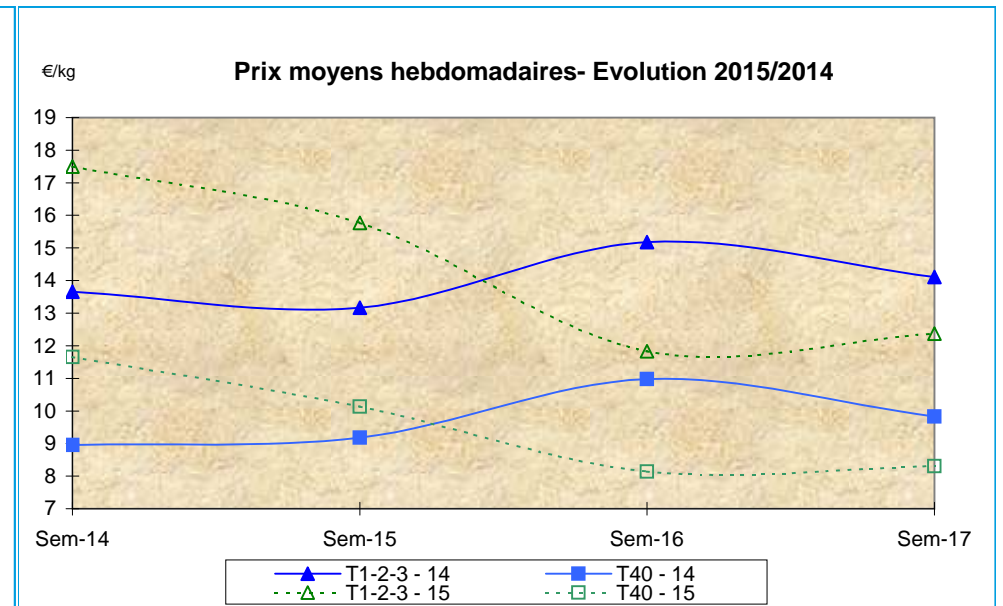 €/kg
Prix moyens hebdomadaires- Evolution 2015/2014
19
18
17
16
15
14
13
12
11
10
9
8
7
Sem-14 Sem-15 Sem-16 Sem-17
T1-2-3 - 14 T40 - 14
T1-2-3 - 15 T40 - 15